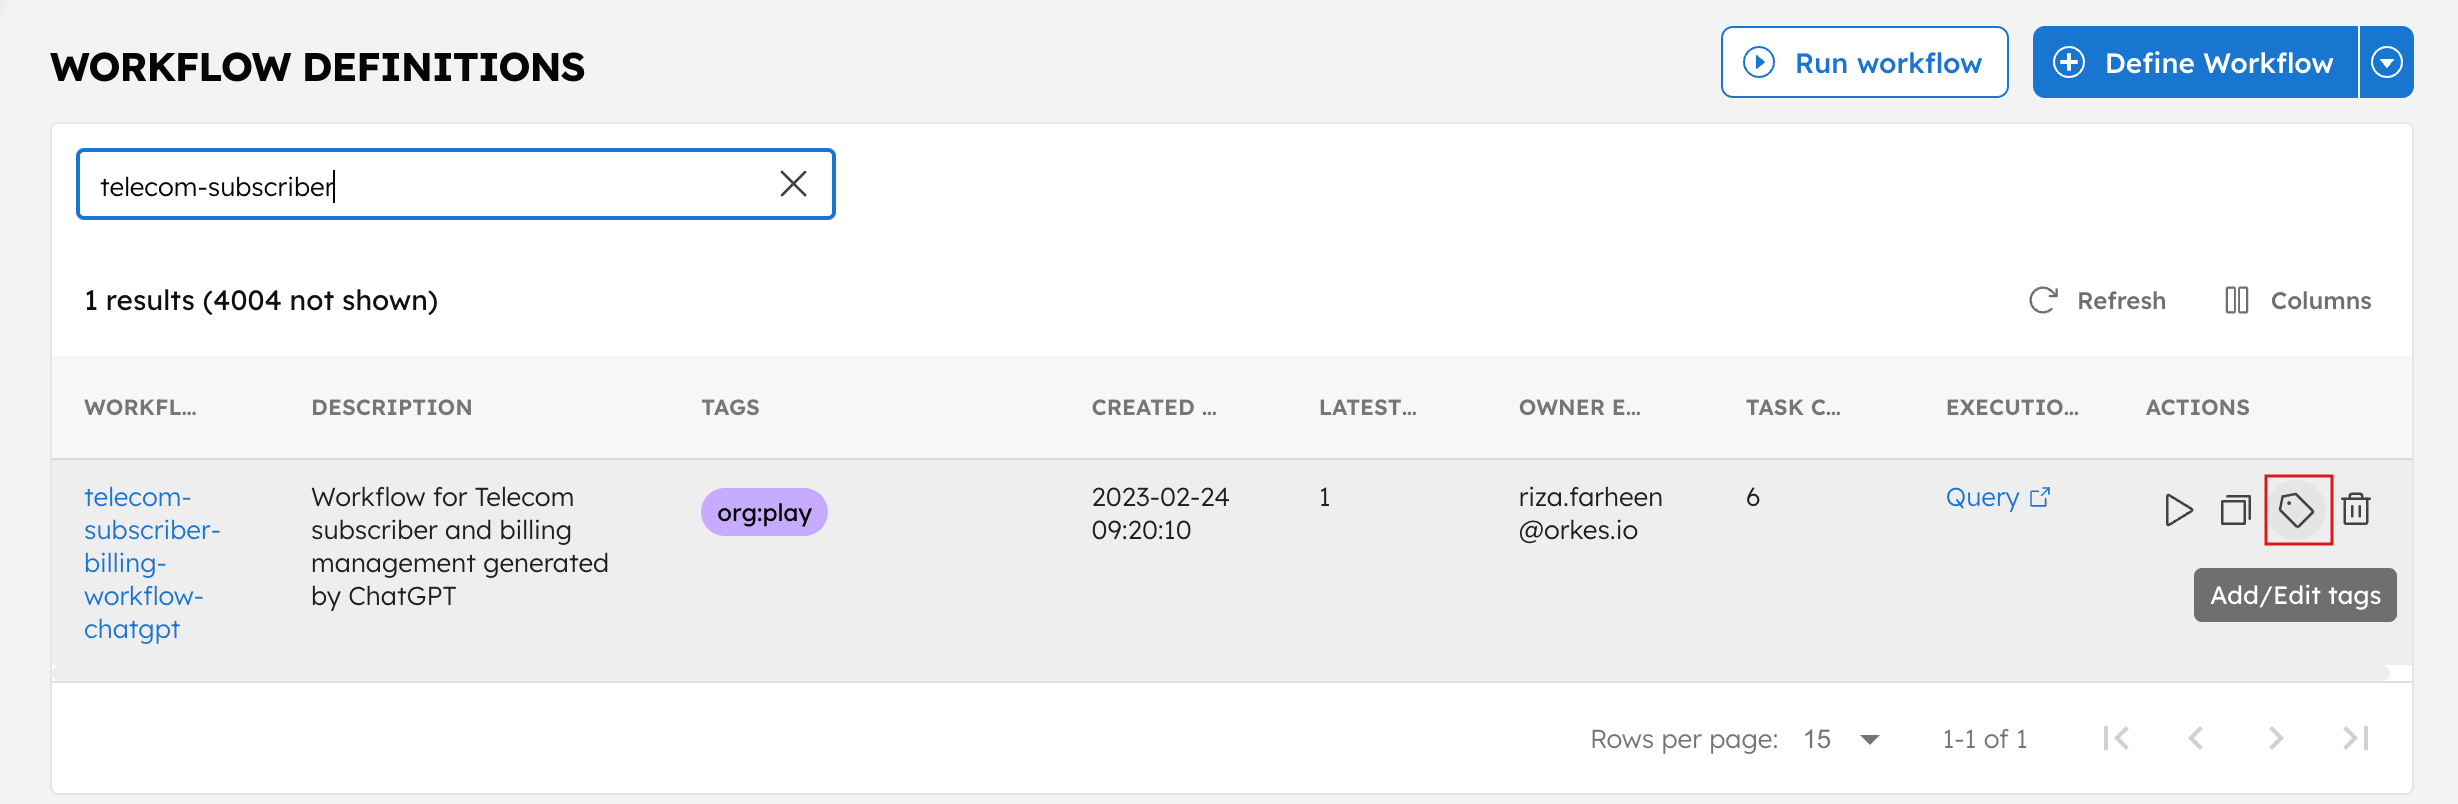 WORKFLOW DEFINITIONS
Run workflow
Define Workflow
telecom-subscriber
1 results (4004 not shown)
Refresh
Columns
WORKFL... DESCRIPTION TAGS CREATED ... LATEST... OWNER E... TASK C... EXECUTIO... ACTIONS
telecom-
subscriber-
billing-
workflow-
chatgpt
Workflow for Telecom
subscriber and billing
management generated
by ChatGPT
org:play
2023-02-24
09:20:10
1
riza.farheen
@orkes.io
6
Query
Add/Edit tags
Rows per page: 15 1-1 of 1